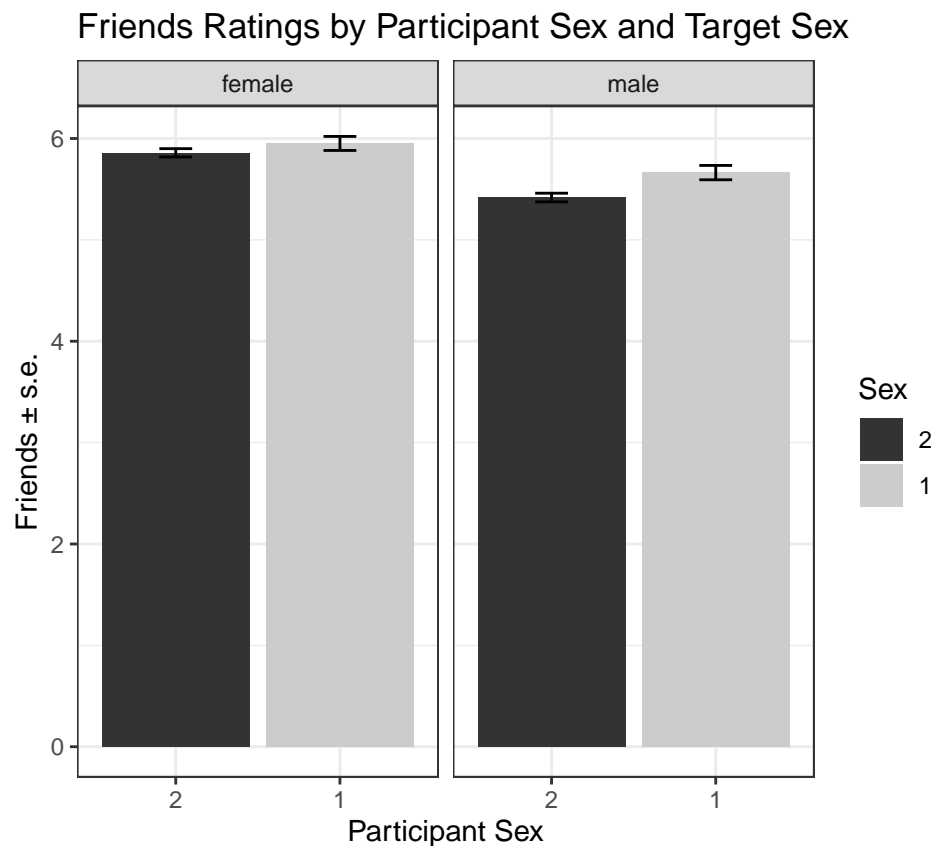 Friends Ratings by Participant Sex and Target Sex
female
male
6
4
2
0
Friends ± s.e.
2
1
2
1
Participant Sex
Sex
2
1